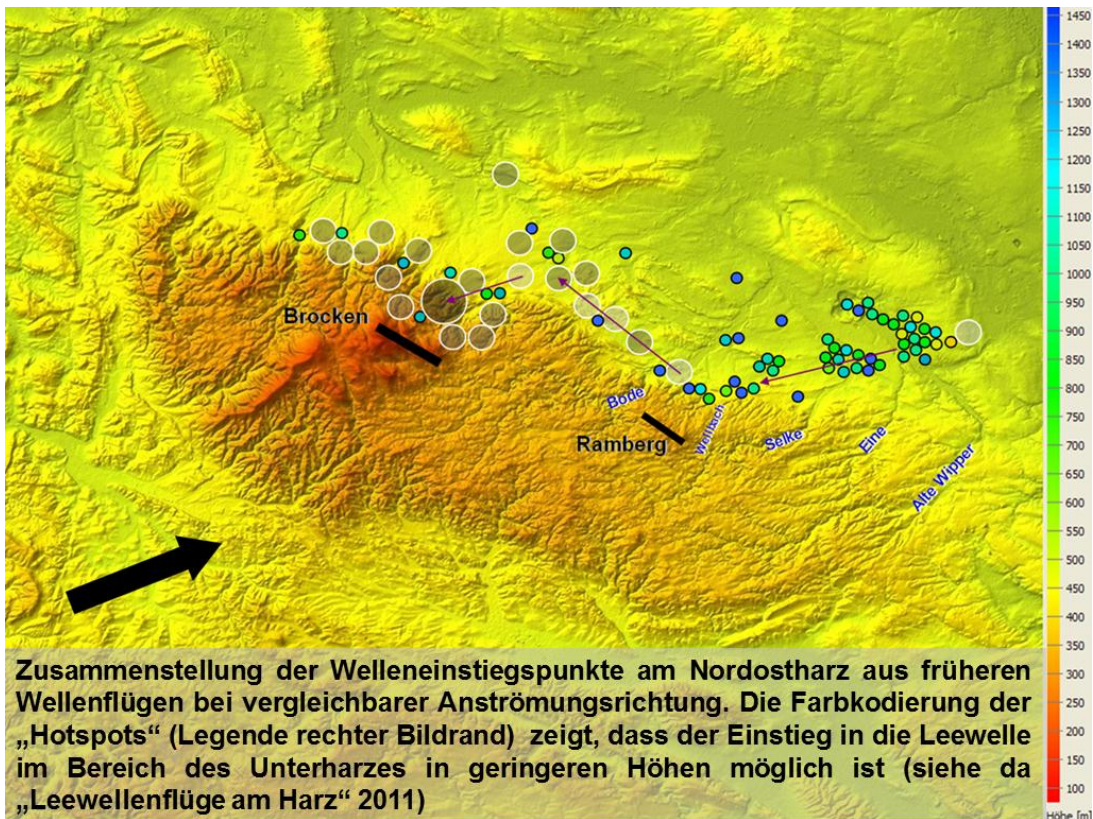 Brocken
Ramberg
Bode
Wellbach
Selke
Eine
Alte Wipper
1450
1400
1350
1300
1250
1200
1150
1100
1050
1000
950
900
850
800
750
700
650
600
550
500
450
400
350
300
250
200
150
100
Höhe [m]
Zusammenstellung der Welleneinstiegspunkte am Nordostharz aus früheren
Wellenflügen bei vergleichbarer Anströmungsrichtung. Die Farbkodierung der
„Hotspots“ (Legende rechter Bildrand) zeigt, dass der Einstieg in die Leewelle
im Bereich des Unterharzes in geringeren Höhen möglich ist (siehe da
„Leewellenflüge am Harz“ 2011)